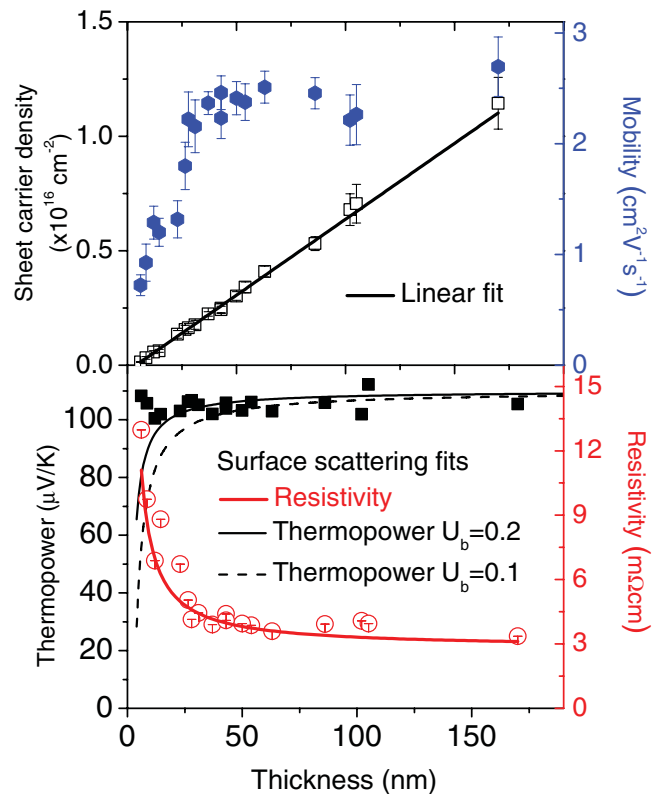 1.5
1.0
0.5
0.0
Sheet carrier density
(x10¹⁶ cm⁻²)
3
2
1
0
Mobility (cm²V⁻¹s⁻¹)
Linear fit
100
80
60
40
20
0
Thermopower (μV/K)
15
12
9
6
3
0
Resistivity (mΩcm)
Surface scattering fits
Resistivity
Thermopower U_b=0.2
Thermopower U_b=0.1
0 50 100 150
Thickness (nm)